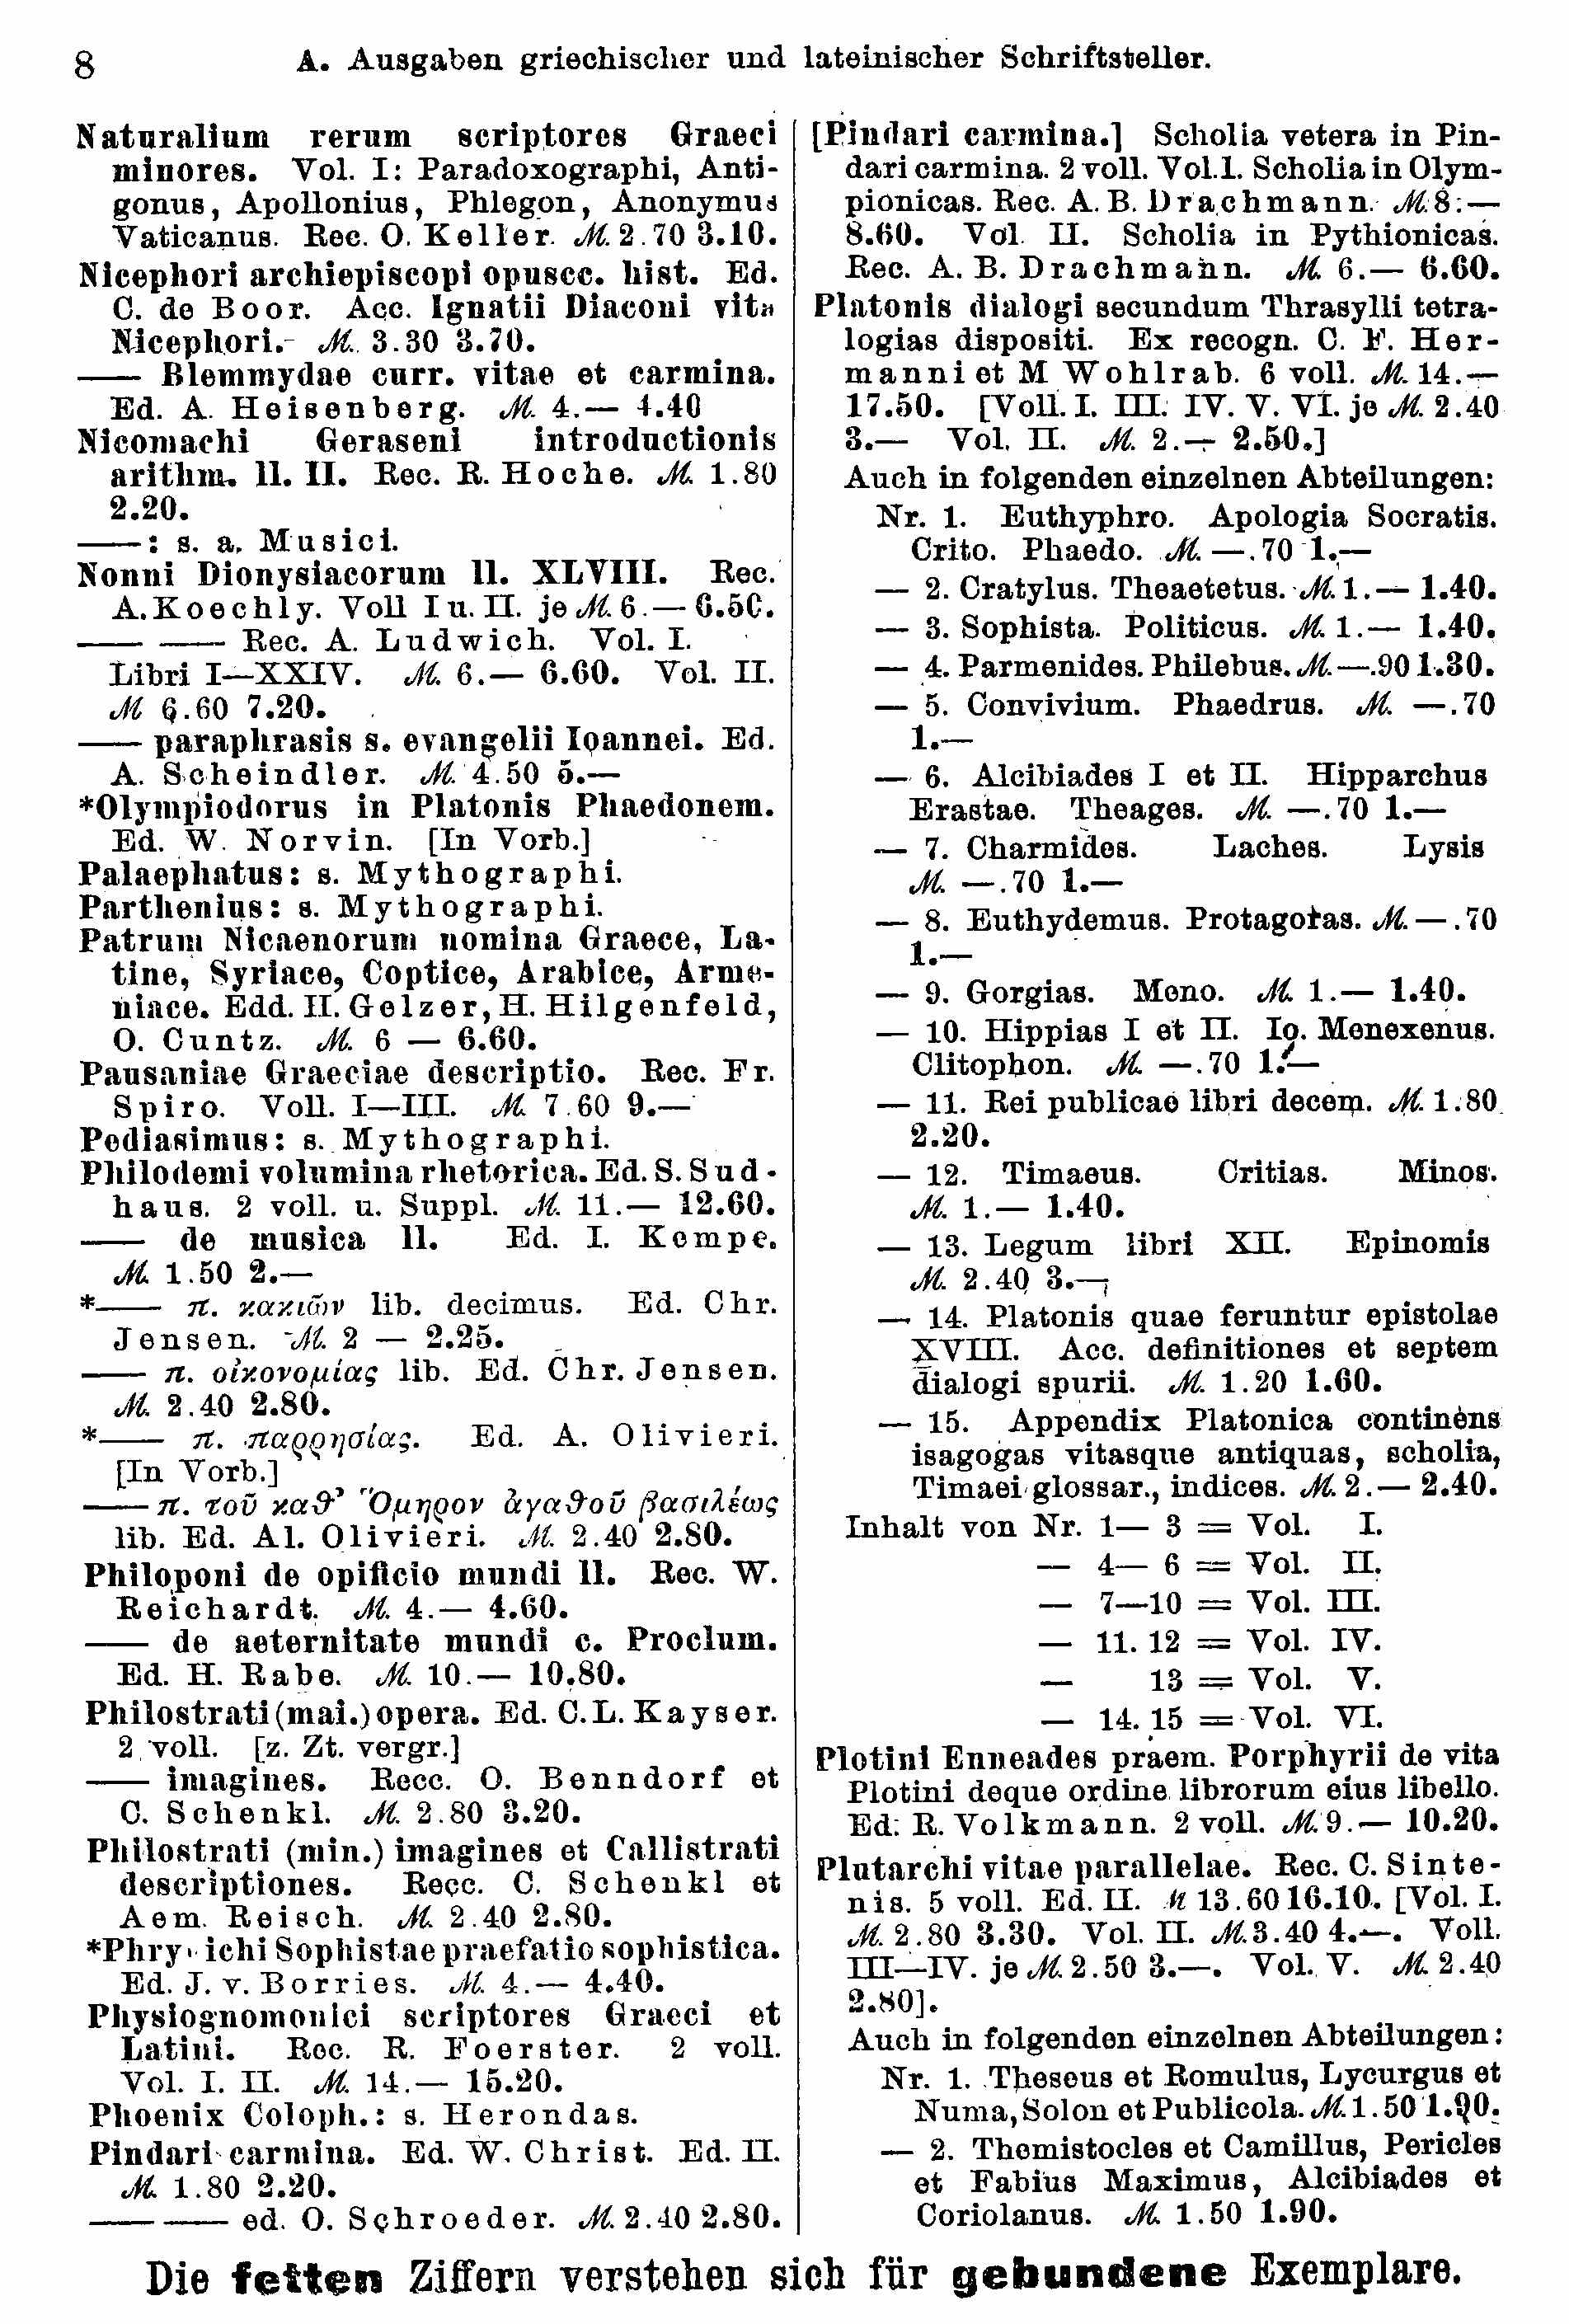 8
A. Ausgaben griechischer und lateinischer Schriftsteller.
Naturalium rerum scriptores Graeci
minores. Vol. I: Paradoxographi, Anti-
gonus, Apollonius, Phlegon, Anonymus
Vaticanus. Rec. O. Keller. ℳ 2.70 3.10.
Nicephori archiepiscopi opuscc. hist. Ed.
C. de Boor. Acc. Ignatii Diaconi vita
Nicephori. ℳ 3.30 3.70.
—— Blemmydae curr. vitae et carmina.
Ed. A. Heisenberg. ℳ 4.— 4.40
Nicomachi Geraseni introductionis
arithm. ll. II. Rec. R. Hoche. ℳ 1.80
2.20.
——: s. a. Musici.
Nonni Dionysiacorum ll. XLVIII. Rec.
A. Koechly. Voll I u. II. je ℳ 6.— 6.50.
—— —— Rec. A. Ludwich. Vol. I.
Libri I—XXIV. ℳ 6.— 6.60. Vol. II.
ℳ 6.60 7.20.
—— paraphrasis s. evangelii Ioannei. Ed.
A. Scheindler. ℳ 4.50 5.—
*Olympiodorus in Platonis Phaedonem.
Ed. W. Norvin. [In Vorb.]
Palaephatus: s. Mythographi.
Parthenius: s. Mythographi.
Patrum Nicaenorum nomina Graece, La-
tine, Syriace, Coptice, Arabice, Arme-
niace. Edd. H. Gelzer, H. Hilgenfeld,
O. Cuntz. ℳ 6 — 6.60.
Pausaniae Graeciae descriptio. Rec. Fr.
Spiro. Voll. I—III. ℳ 7.60 9.—
Pediasimus: s. Mythographi.
Philodemi volumina rhetorica. Ed. S. Sud-
haus. 2 voll. u. Suppl. ℳ 11.— 12.60.
—— de musica ll. Ed. I. Kempe.
ℳ 1.50 2.—
*—— π. κακιῶν lib. decimus. Ed. Chr.
Jensen. ℳ 2 — 2.25.
—— π. οἰκονομίας lib. Ed. Chr. Jensen.
ℳ 2.40 2.80.
*—— π. παρρησίας. Ed. A. Olivieri.
[In Vorb.]
—— π. τοῦ καθ' Ὅμηρον ἀγαθοῦ βασιλέως
lib. Ed. Al. Olivieri. ℳ 2.40 2.80.
Philoponi de opificio mundi ll. Rec. W.
Reichardt. ℳ 4.— 4.60.
—— de aeternitate mundi c. Proclum.
Ed. H. Rabe. ℳ 10.— 10.80.
Philostrati (mai.) opera. Ed. C. L. Kayser.
2 voll. [z. Zt. vergr.]
—— imagines. Recc. O. Benndorf et
C. Schenkl. ℳ 2.80 3.20.
Philostrati (min.) imagines et Callistrati
descriptiones. Recc. C. Schenkl et
Aem. Reisch. ℳ 2.40 2.80.
*Phrynichi Sophistae praefatio sophistica.
Ed. J. v. Borries. ℳ 4.— 4.40.
Physiognomonici scriptores Graeci et
Latini. Rec. R. Foerster. 2 voll.
Vol. I. II. ℳ 14.— 15.20.
Phoenix Coloph.: s. Herondas.
Pindari carmina. Ed. W. Christ. Ed. II.
ℳ 1.80 2.20.
—— —— ed. O. Schroeder. ℳ 2.40 2.80.
[Pindari carmina.] Scholia vetera in Pin-
dari carmina. 2 voll. Vol. I. Scholia in Olym-
pionicas. Rec. A. B. Drachmann. ℳ 8.—
8.60. Vol. II. Scholia in Pythionicas.
Rec. A. B. Drachmann. ℳ 6.— 6.60.
Platonis dialogi secundum Thrasylli tetra-
logias dispositi. Ex recogn. C. F. Her-
manni et M Wohlrab. 6 voll. ℳ 14.—
17.50. [Voll. I. III. IV. V. VI. je ℳ 2.40
3.— Vol. II. ℳ 2.— 2.50.]
Auch in folgenden einzelnen Abteilungen:
Nr. 1. Euthyphro. Apologia Socratis.
Crito. Phaedo. ℳ —.70 1.—
— 2. Cratylus. Theaetetus. ℳ 1.— 1.40.
— 3. Sophista. Politicus. ℳ 1.— 1.40.
— 4. Parmenides. Philebus. ℳ —.90 1.30.
— 5. Convivium. Phaedrus. ℳ —.70
1.—
— 6. Alcibiades I et II. Hipparchus
Erastae. Theages. ℳ —.70 1.—
— 7. Charmides. Laches. Lysis
ℳ —.70 1.—
— 8. Euthydemus. Protagoras. ℳ —.70
1.—
— 9. Gorgias. Meno. ℳ 1.— 1.40.
— 10. Hippias I et II. Io. Menexenus.
Clitophon. ℳ —.70 1.—
— 11. Rei publicae libri decem. ℳ 1.80
2.20.
— 12. Timaeus. Critias. Minos.
ℳ 1.— 1.40.
— 13. Legum libri XII. Epinomis
ℳ 2.40 3.—
— 14. Platonis quae feruntur epistolae
XVIII. Acc. definitiones et septem
dialogi spurii. ℳ 1.20 1.60.
— 15. Appendix Platonica continens
isagogas vitasque antiquas, scholia,
Timaei glossar., indices. ℳ 2.— 2.40.
Inhalt von Nr. 1— 3 = Vol. I.
— 4— 6 = Vol. II.
— 7—10 = Vol. III.
— 11. 12 = Vol. IV.
— 13 = Vol. V.
— 14. 15 = Vol. VI.
Plotini Enneades praem. Porphyrii de vita
Plotini deque ordine librorum eius libello.
Ed. R. Volkmann. 2 voll. ℳ 9.— 10.20.
Plutarchi vitae parallelae. Rec. C. Sinte-
nis. 5 voll. Ed. II. ℳ 13.60 16.10. [Vol. I.
ℳ 2.80 3.30. Vol. II. ℳ 3.40 4.—. Voll.
III—IV. je ℳ 2.50 3.—. Vol. V. ℳ 2.40
2.80].
Auch in folgenden einzelnen Abteilungen:
Nr. 1. Theseus et Romulus, Lycurgus et
Numa, Solon et Publicola. ℳ 1.50 1.90.
— 2. Themistocles et Camillus, Pericles
et Fabius Maximus, Alcibiades et
Coriolanus. ℳ 1.50 1.90.
Die fetten Ziffern verstehen sich für gebundene Exemplare.